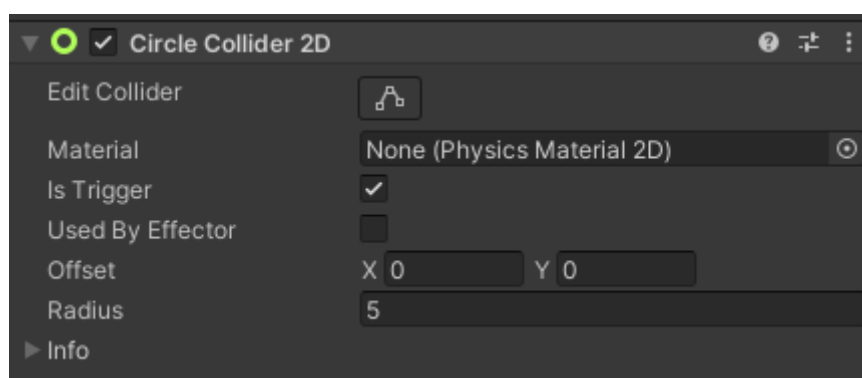 Circle Collider 2D
Edit Collider
Material None (Physics Material 2D)
Is Trigger
Used By Effector
Offset X 0 Y 0
Radius 5
Info